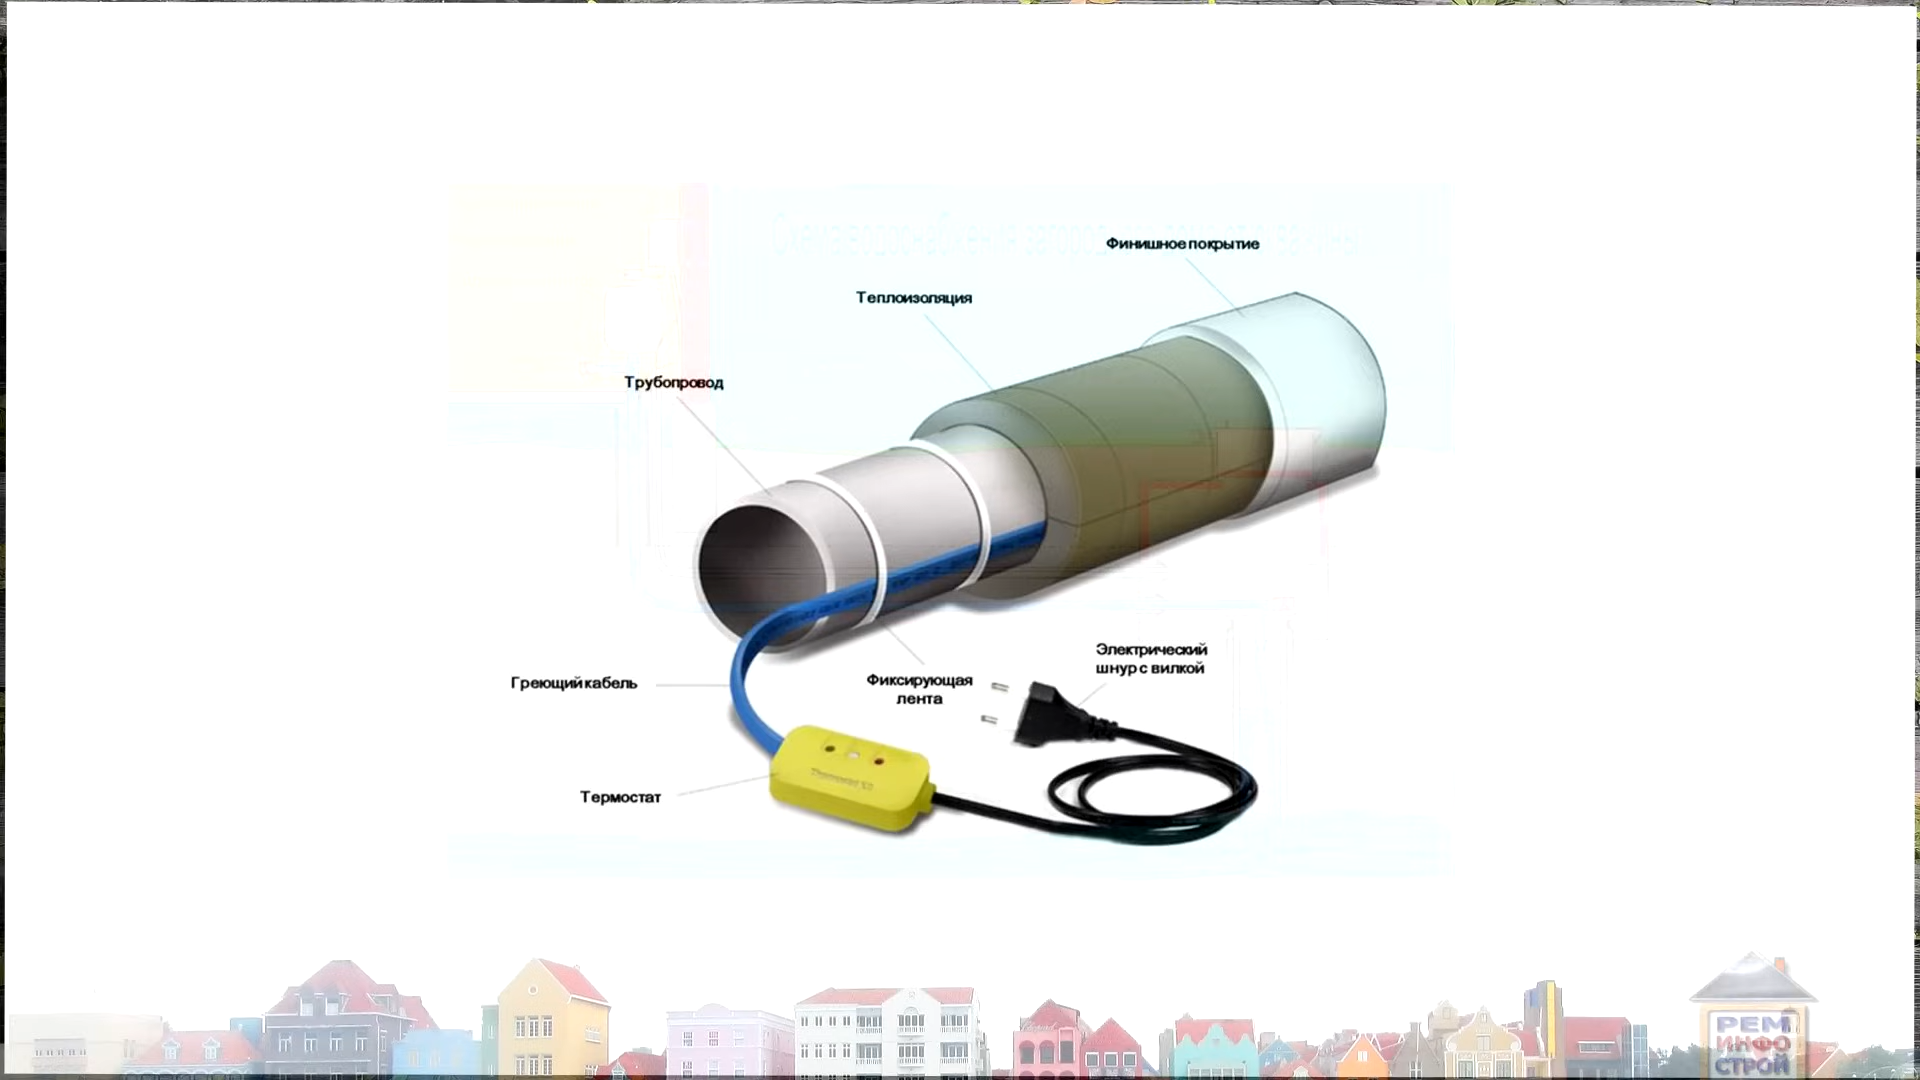 Финишное покрытие
Теплоизоляция
Трубопровод
Электрический
шнур с вилкой
Греющий кабель
Фиксирующая
лента
Термостат
РЕМ
ИНФО
СТРОЙ